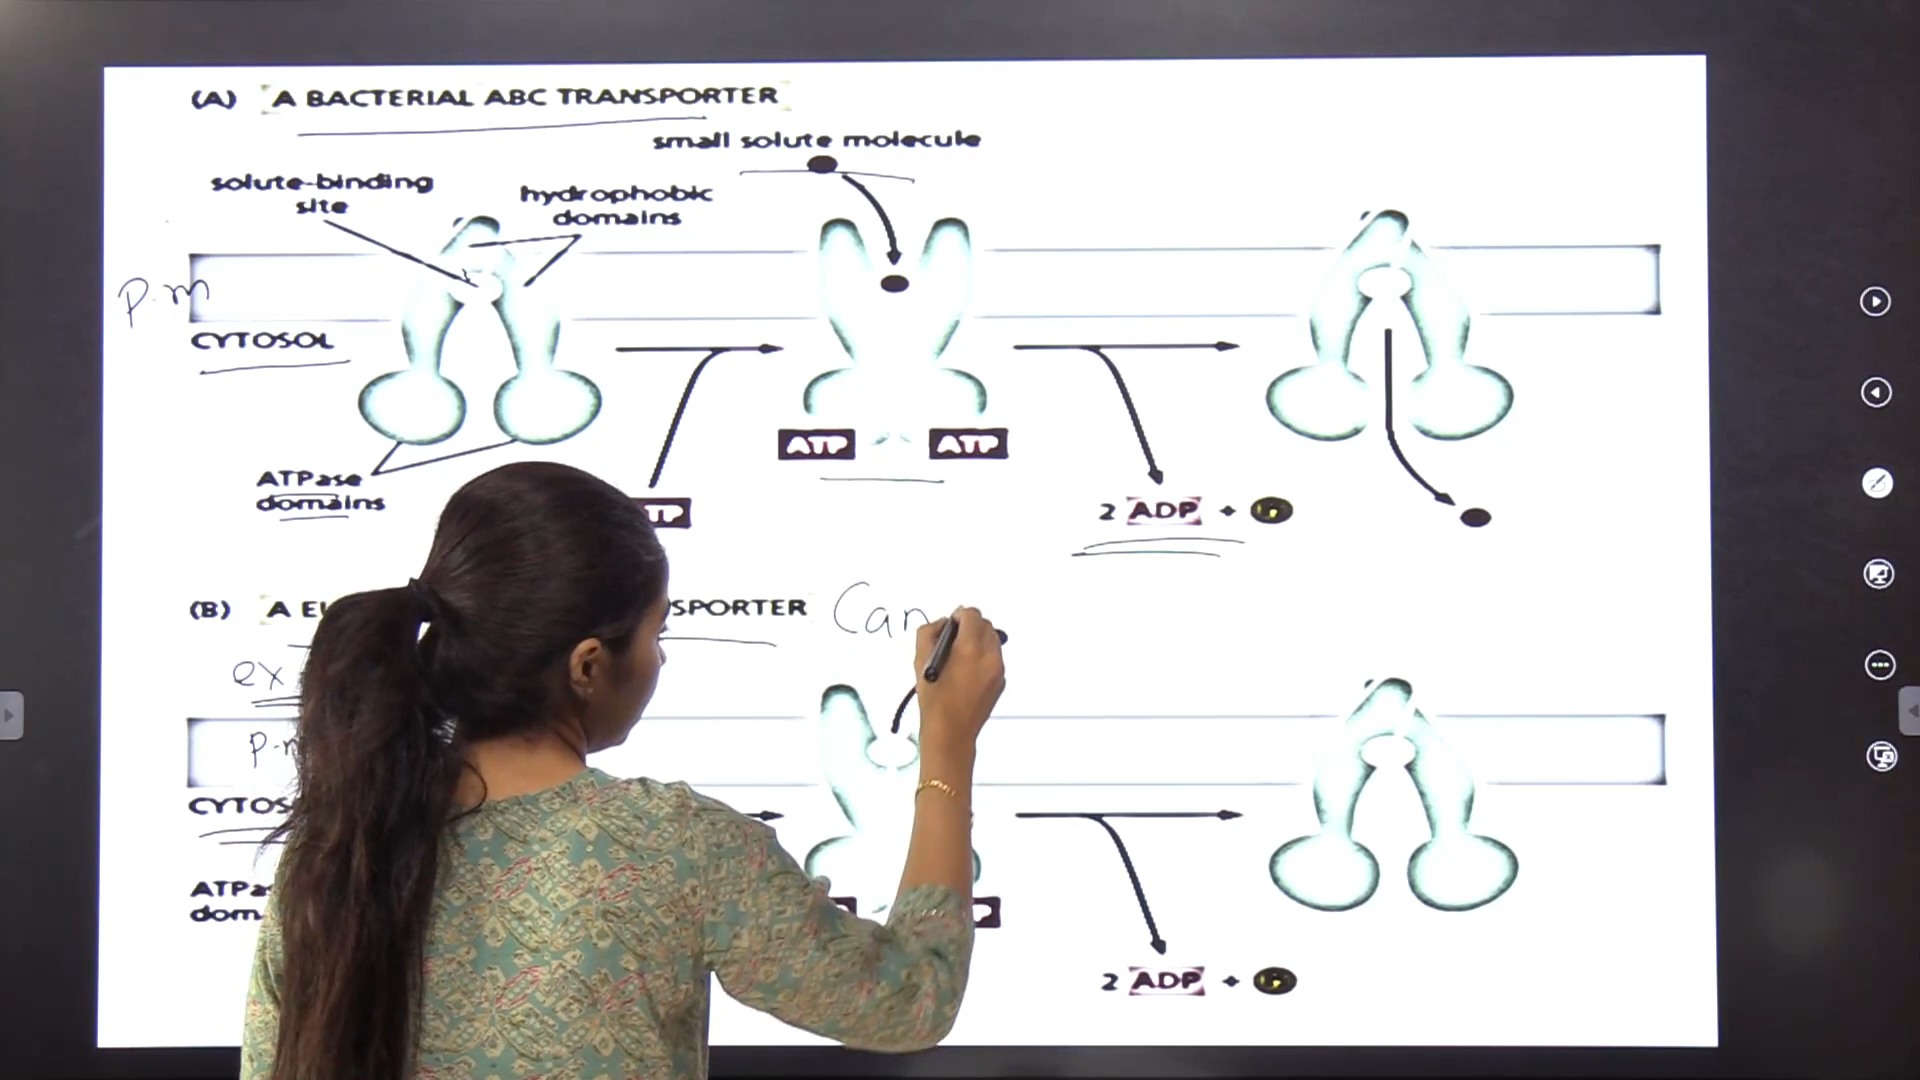 (A) A BACTERIAL ABC TRANSPORTER
small solute molecule
solute-binding
site
hydrophobic
domains
P.m
CYTOSOL
ATP ATP
ATPase
domains
2 ADP + P
(B) A
Can
ex
CYTOS
2 ADP +